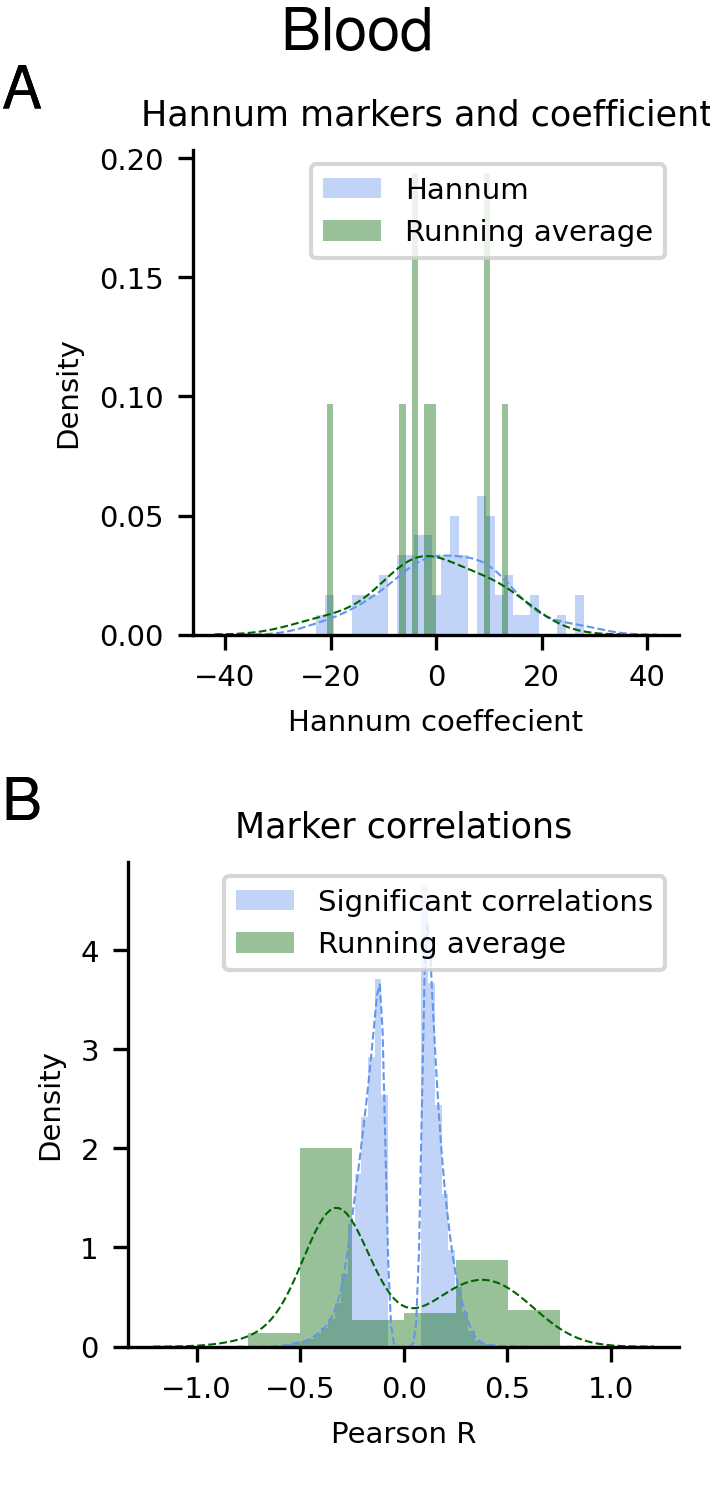 Blood
A
Hannum markers and coefficient
0.20
0.15
0.10
0.05
0.00
Density
Hannum
Running average
−40 −20 0 20 40
Hannum coeffecient
B
Marker correlations
4
3
2
1
0
Density
Significant correlations
Running average
−1.0 −0.5 0.0 0.5 1.0
Pearson R